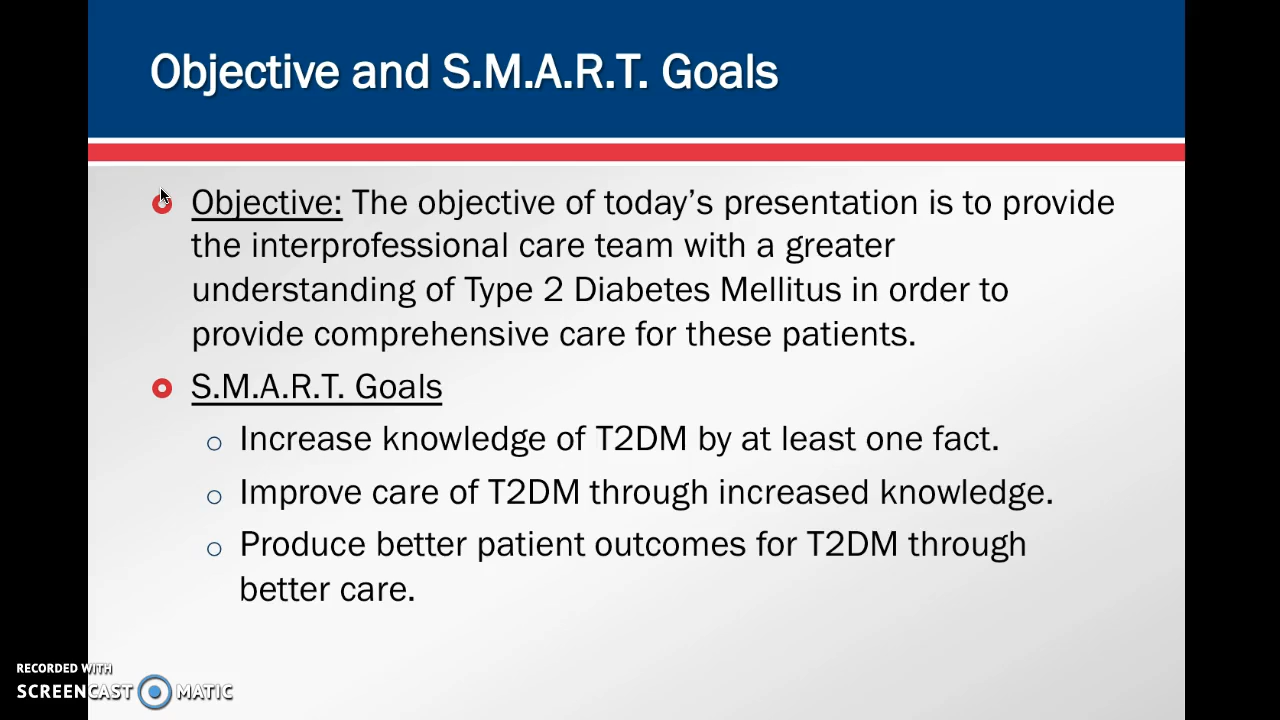 Objective and S.M.A.R.T. Goals
Objective: The objective of today’s presentation is to provide
the interprofessional care team with a greater
understanding of Type 2 Diabetes Mellitus in order to
provide comprehensive care for these patients.
S.M.A.R.T. Goals
Increase knowledge of T2DM by at least one fact.
Improve care of T2DM through increased knowledge.
Produce better patient outcomes for T2DM through
better care.
RECORDED WITH
SCREENCAST MATIC